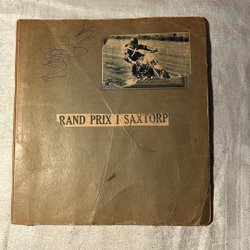 RAND PRIX I SAXTORP